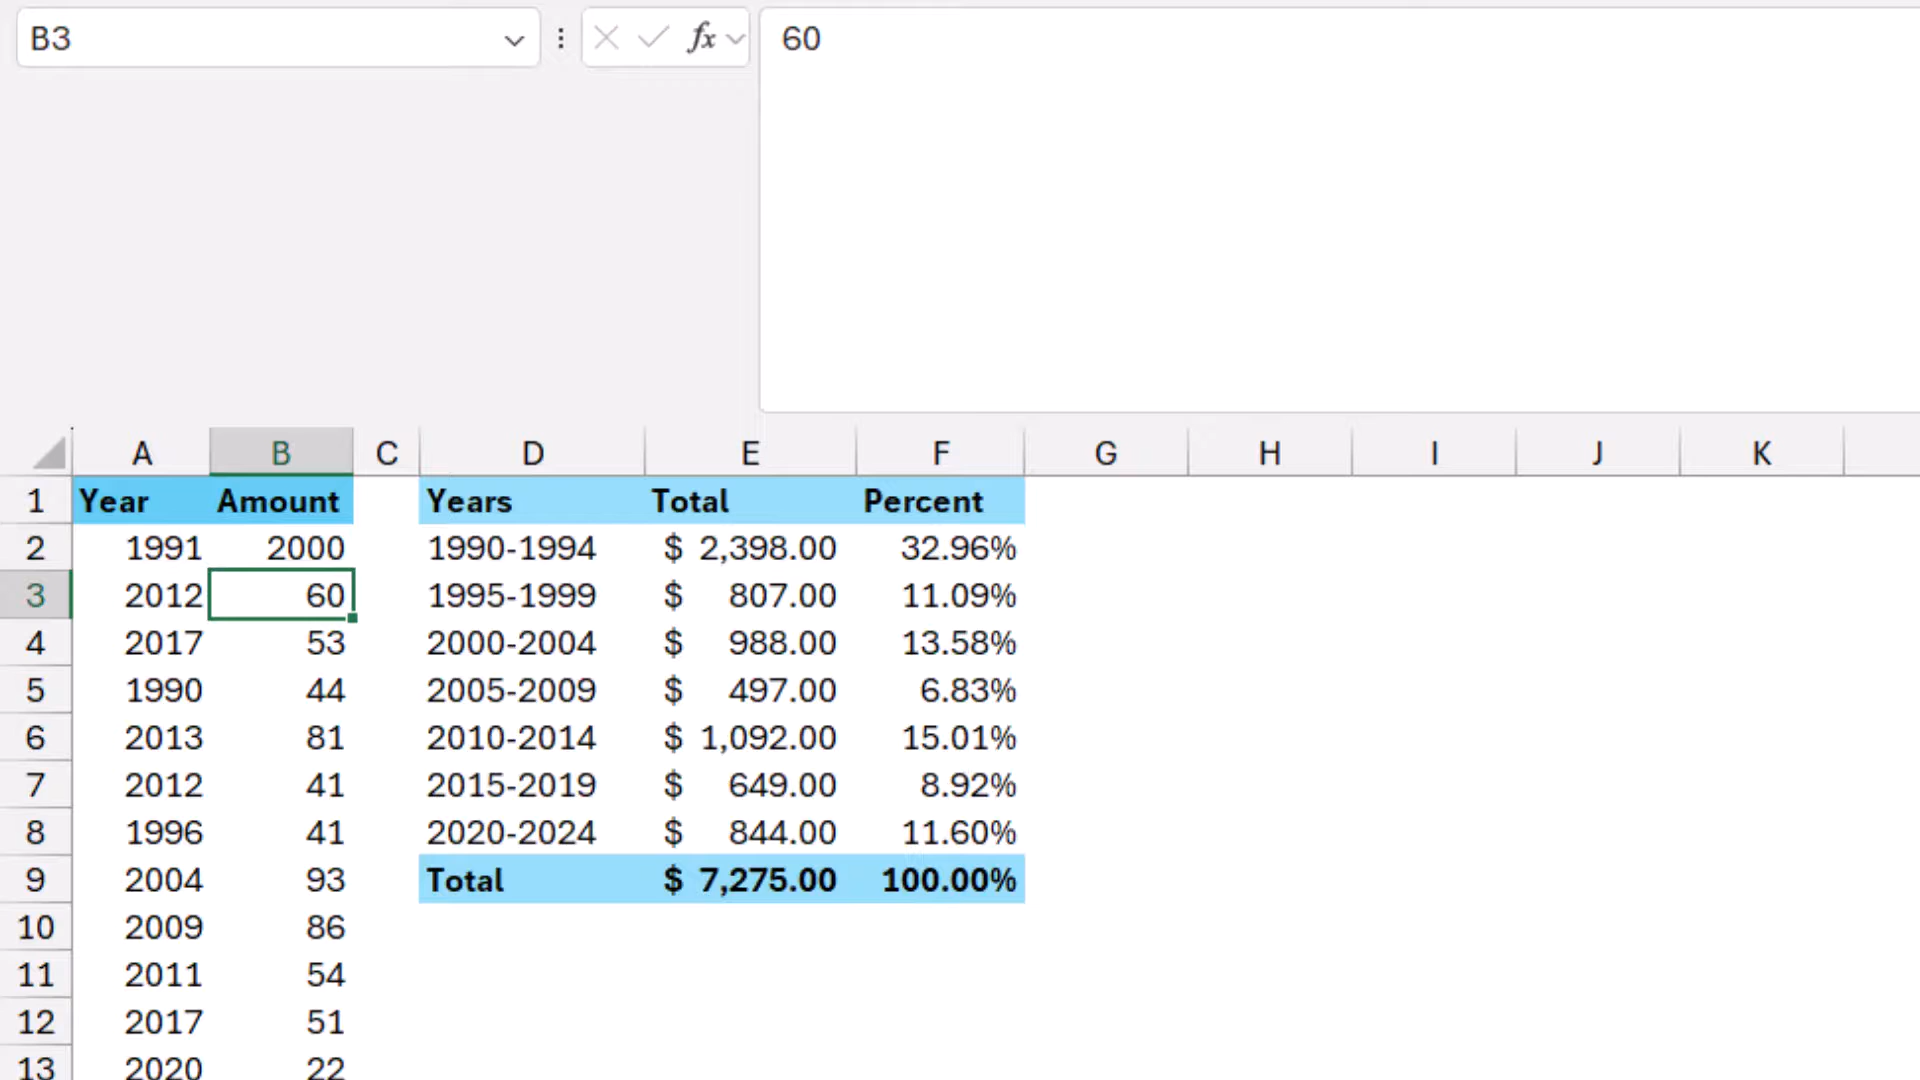 B3 fx 60
A B C D E F G H I J K
1 Year Amount Years Total Percent
2 1991 2000 1990-1994 $ 2,398.00 32.96%
3 2012 60 1995-1999 $ 807.00 11.09%
4 2017 53 2000-2004 $ 988.00 13.58%
5 1990 44 2005-2009 $ 497.00 6.83%
6 2013 81 2010-2014 $ 1,092.00 15.01%
7 2012 41 2015-2019 $ 649.00 8.92%
8 1996 41 2020-2024 $ 844.00 11.60%
9 2004 93 Total $ 7,275.00 100.00%
10 2009 86
11 2011 54
12 2017 51
13 2020 22